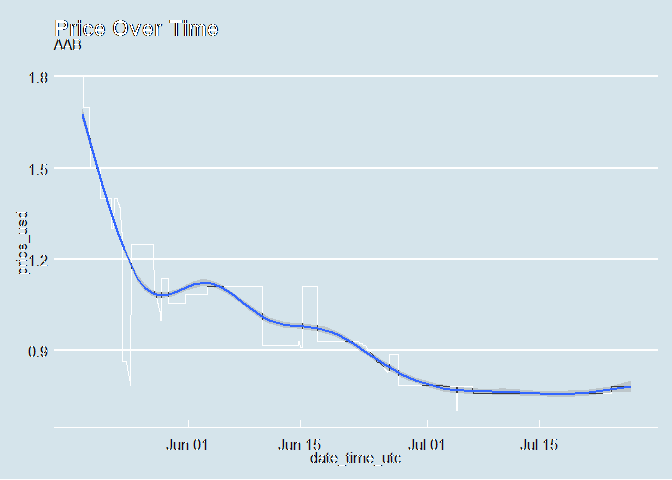 Price Over Time
AAB
1.8
1.5
1.2
0.9
price_usd
Jun 01
Jun 15
Jul 01
Jul 15
date_time_utc